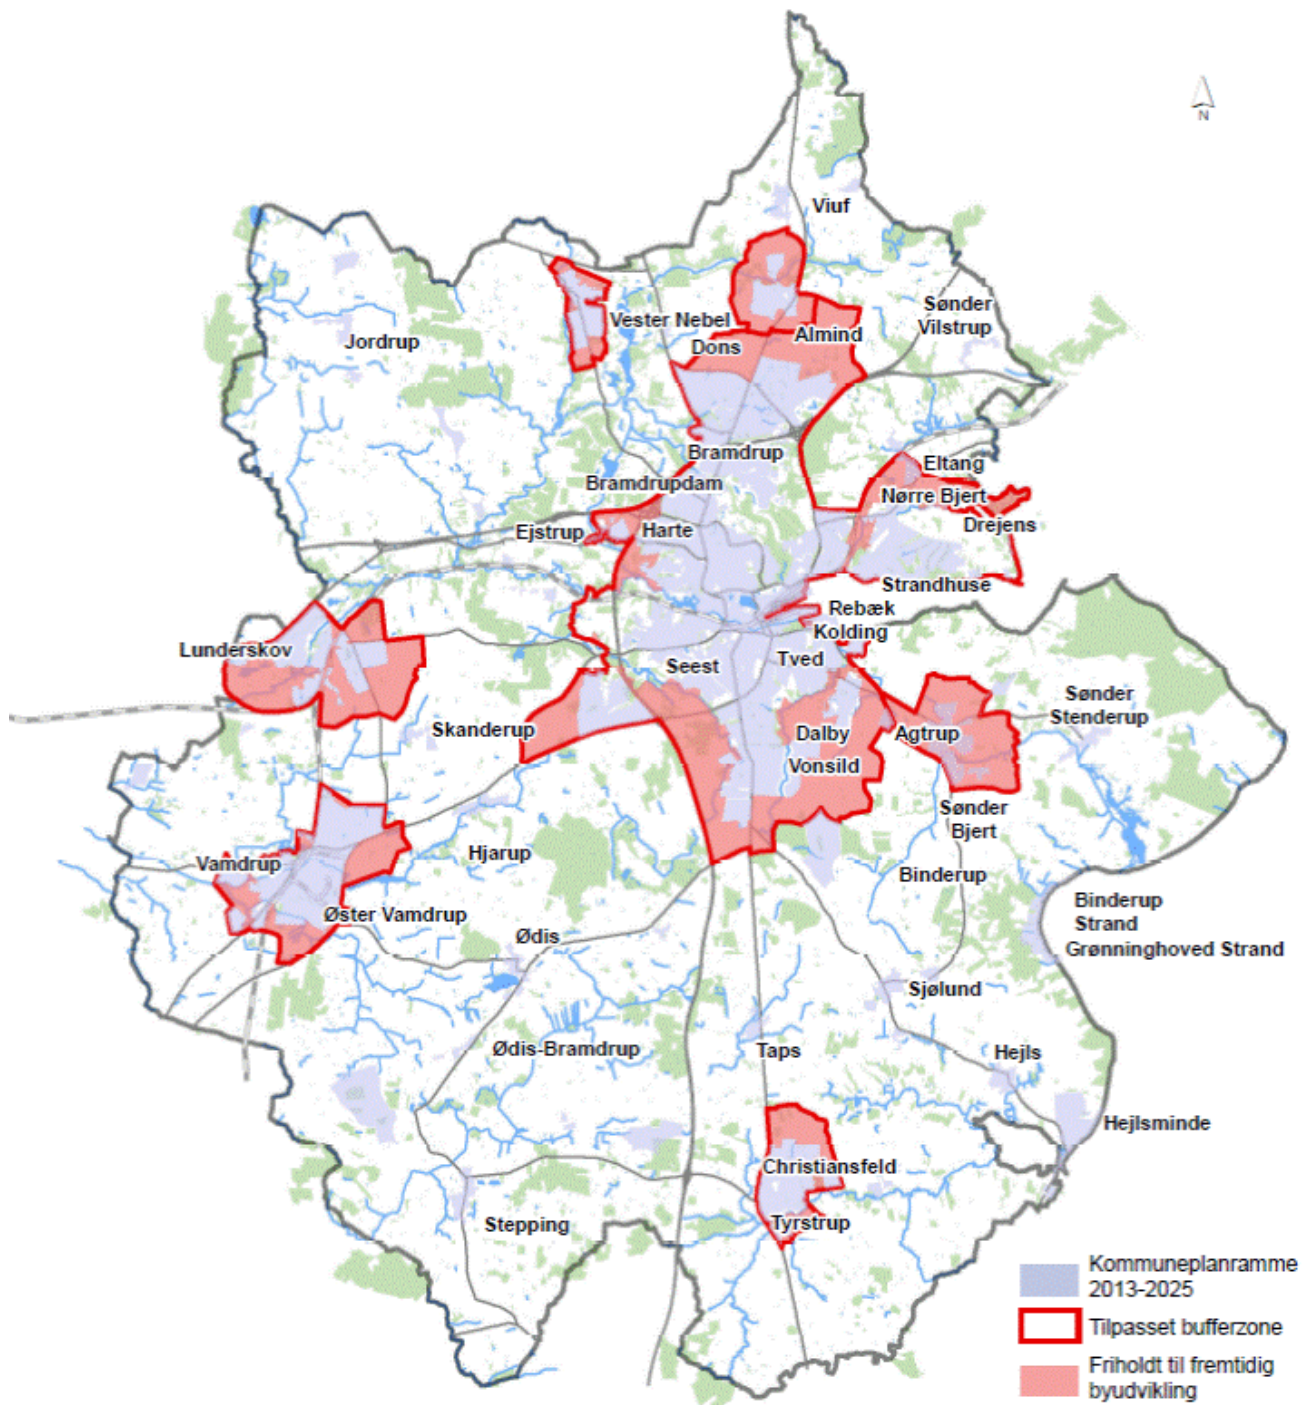 N
Viuf
Sønder
Vilstrup
Vester Nebel
Almind
Dons
Jordrup
Bramdrup
Eltang
Bramdrupdam
Nørre Bjert
Drejens
Ejstrup
Harte
Strandhuse
Rebæk
Kolding
Lunderskov
Seest
Tved
Sønder
Stenderup
Skanderup
Dalby
Agtrup
Vonsild
Sønder
Bjert
Hjarup
Vamdrup
Binderup
Binderup
Strand
Grønninghoved Strand
Øster Vamdrup
Ødis
Sjølund
Ødis-Bramdrup
Taps
Hejls
Hejlsminde
Christiansfeld
Tyrstrup
Stepping
Kommuneplanramme
2013-2025
Tilpasset bufferzone
Friholdt til fremtidig
byudvikling